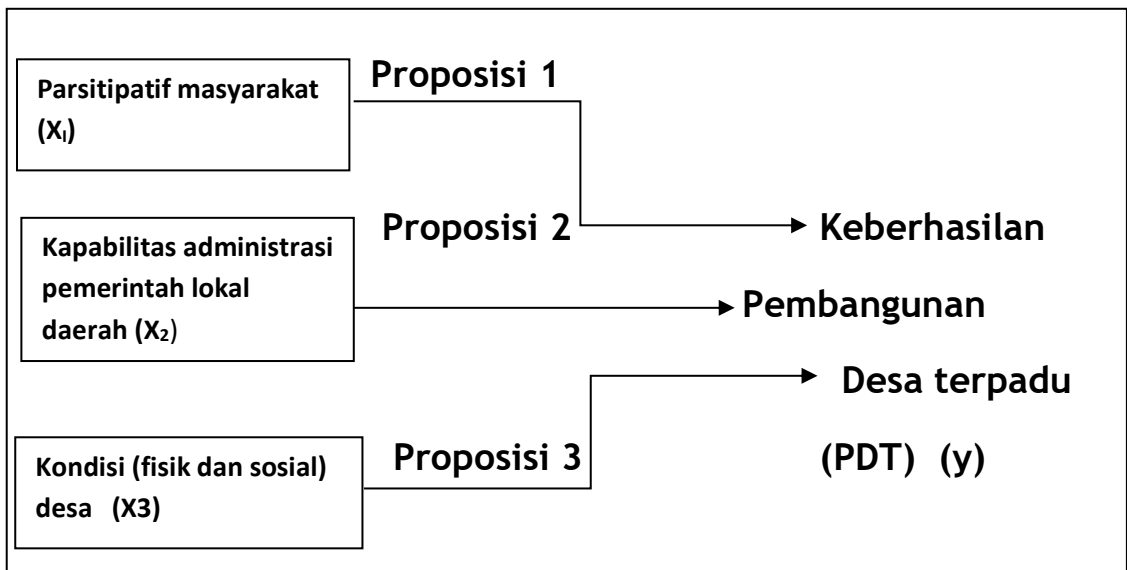 Parsitipatif masyarakat
(Xₗ)
Proposisi 1
Kapabilitas administrasi
pemerintah lokal
daerah (X₂)
Proposisi 2
Kondisi (fisik dan sosial)
desa (X3)
Proposisi 3
Keberhasilan
Pembangunan
Desa terpadu
(PDT) (y)